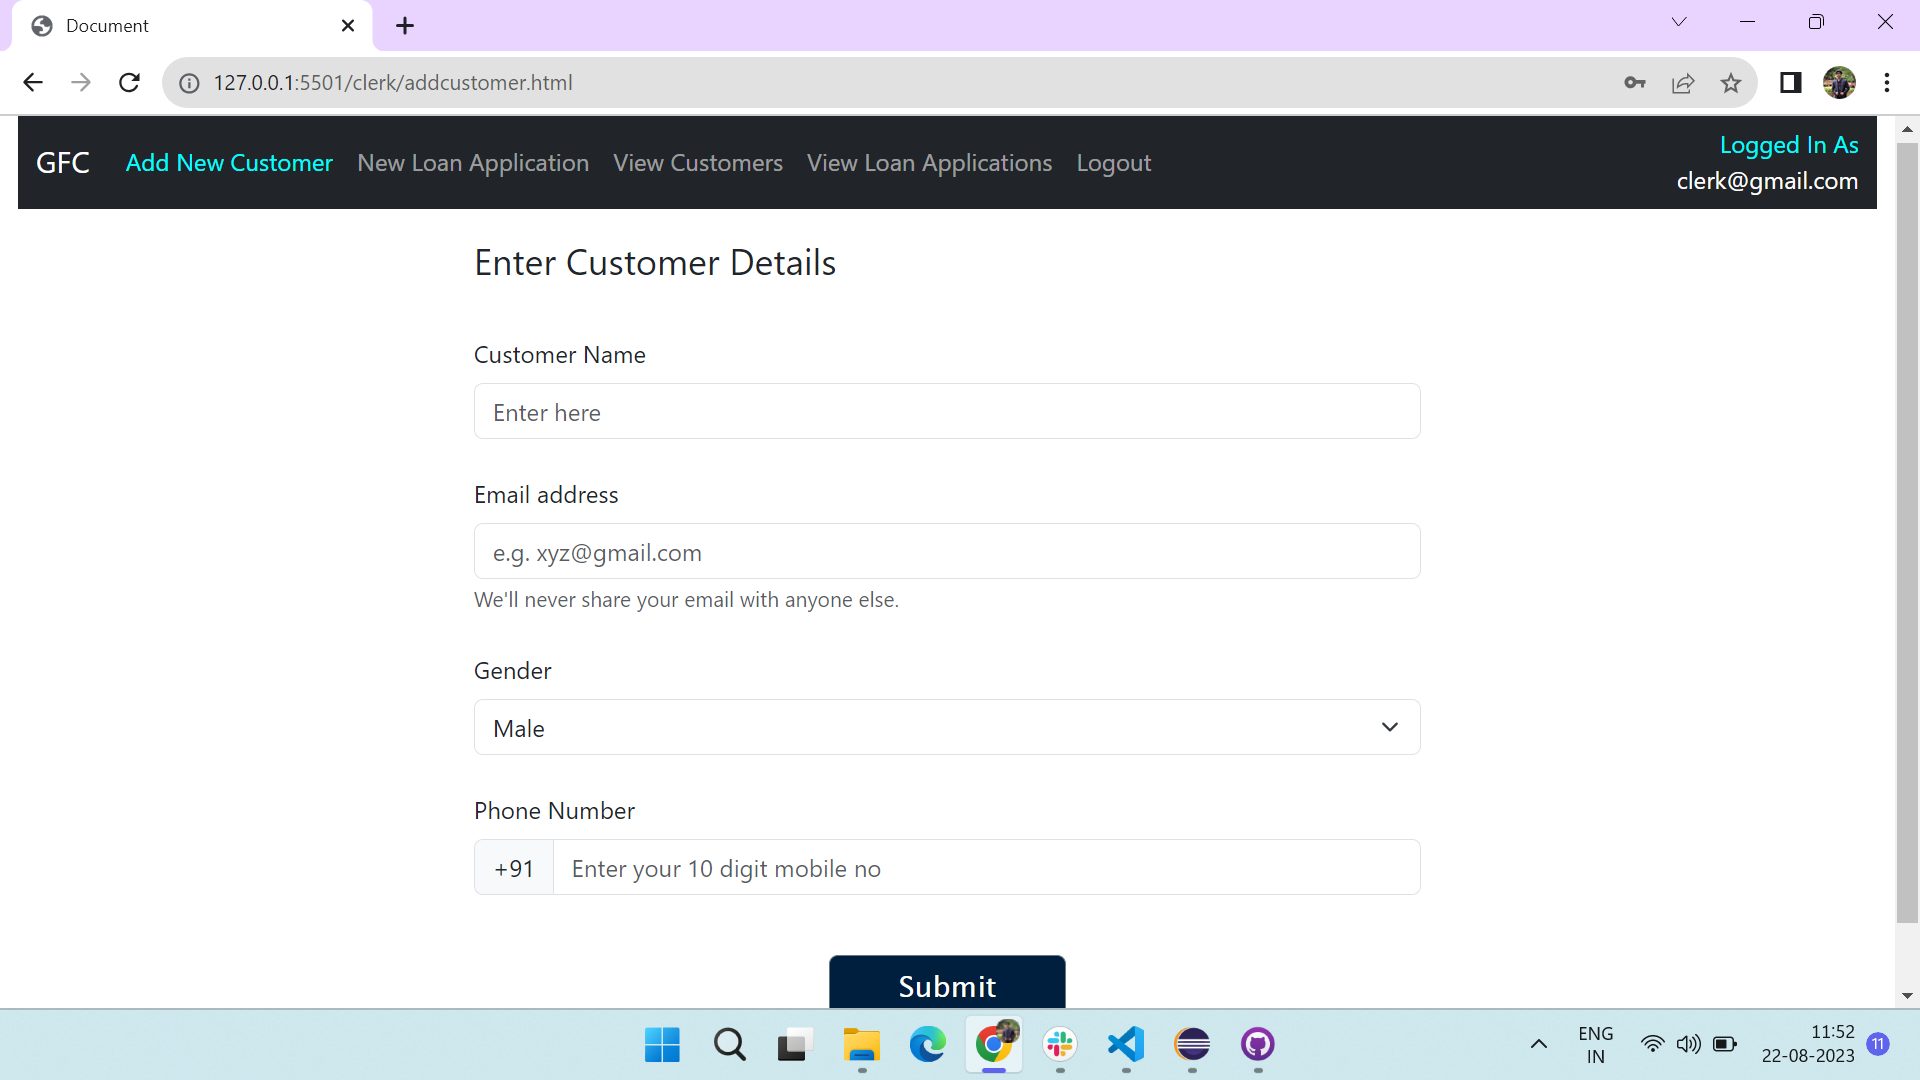 Document
127.0.0.1:5501/clerk/addcustomer.html
GFC Add New Customer New Loan Application View Customers View Loan Applications Logout
Logged In As
clerk@gmail.com
Enter Customer Details
Customer Name
Enter here
Email address
e.g. xyz@gmail.com
We'll never share your email with anyone else.
Gender
Male
Phone Number
+91 Enter your 10 digit mobile no
Submit
ENG
IN
11:52
22-08-2023
11